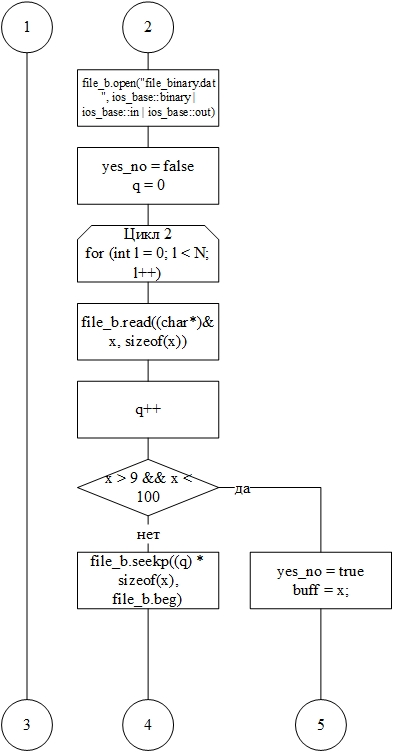 1
2
file_b.open("file_binary.dat
", ios_base::binary |
ios_base::in | ios_base::out)
yes_no = false
q = 0
Цикл 2
for (int l = 0; l < N;
l++)
file_b.read((char*)&
x, sizeof(x))
q++
x > 9 && x <
100
да
нет
file_b.seekp((q) *
sizeof(x),
file_b.beg)
yes_no = true
buff = x;
3
4
5